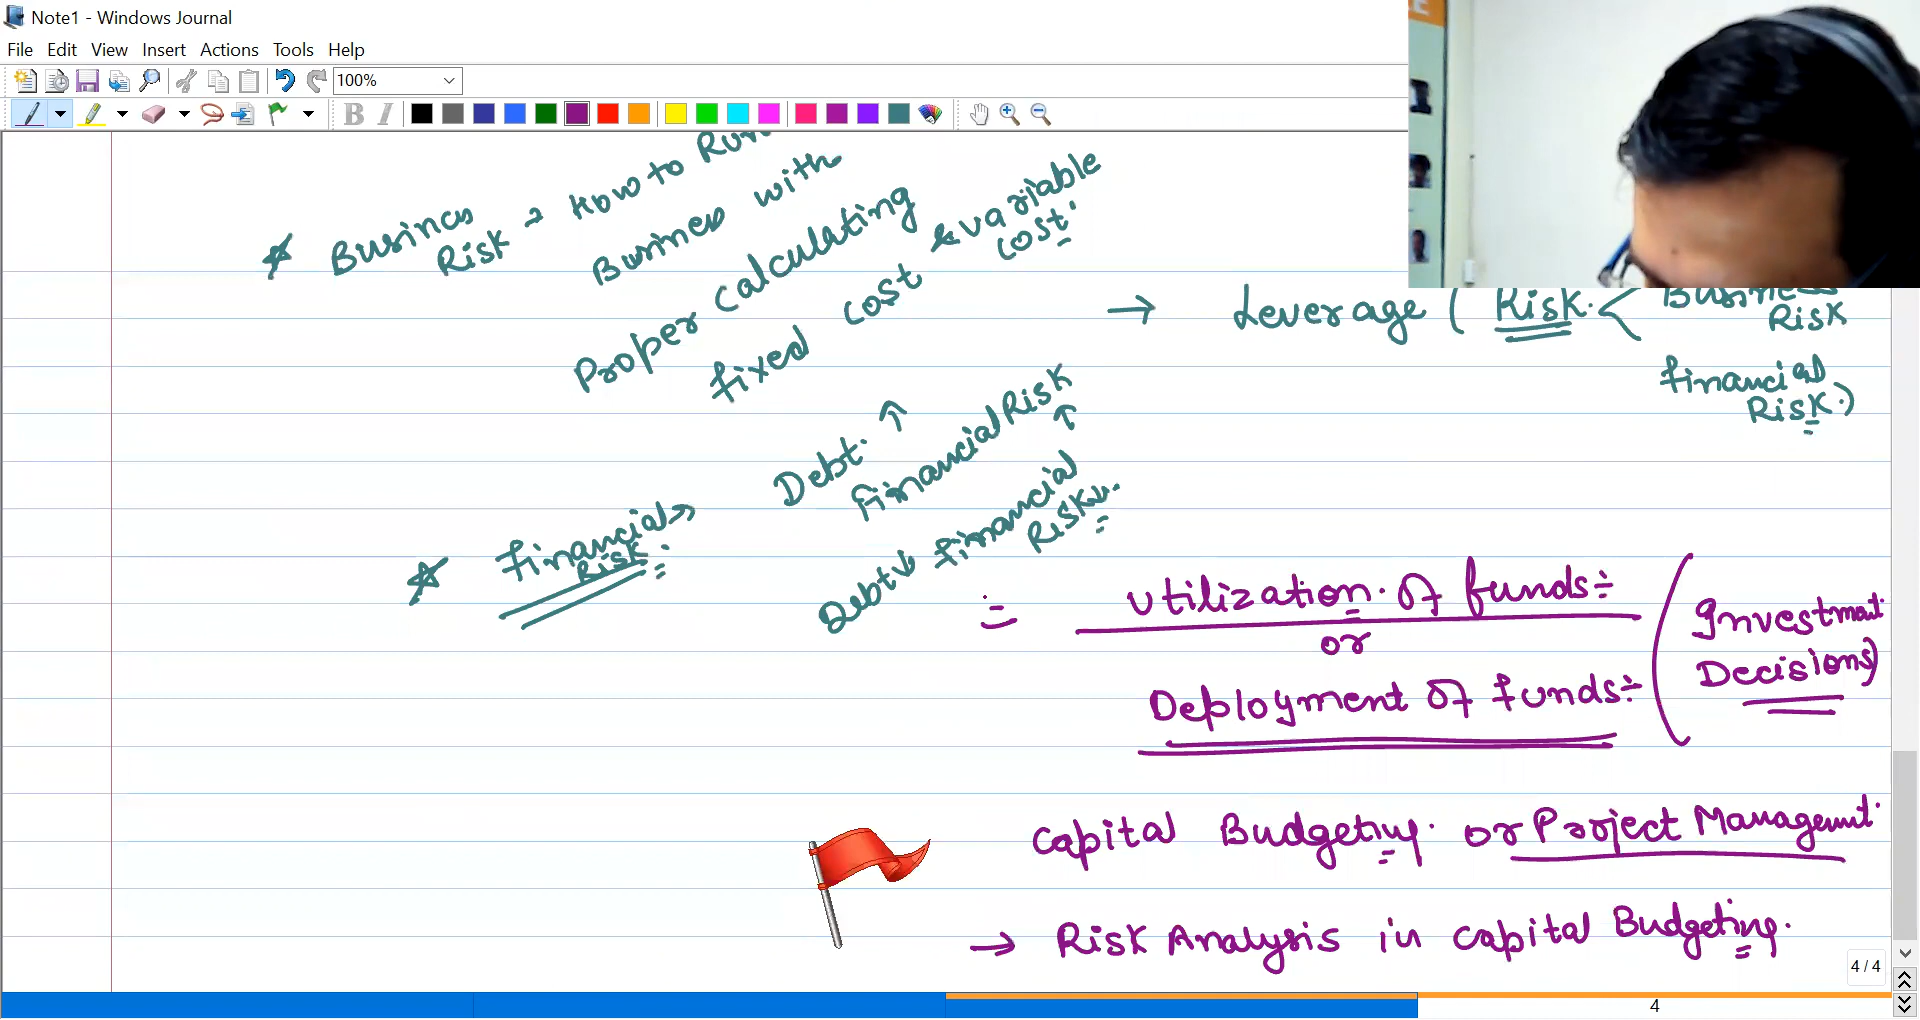 Note1 - Windows Journal
File Edit View Insert Actions Tools Help
100%
B I
Business Risk → How to Run
Business with
Proper Calculating
fixed cost & variable cost.
→ Leverage ( Risk. < Business Risk
financial Risk.)
Debt. ↑
financial Risk ↑
financial Risk →
Debt↓ financial Risk↓.
= Utilization. of funds÷
or
Deployment of funds÷
(Investment Decisions)
Capital Budgeting. or Project Managemnt.
→ Risk Analysis in capital Budgeting.
4 / 4
4